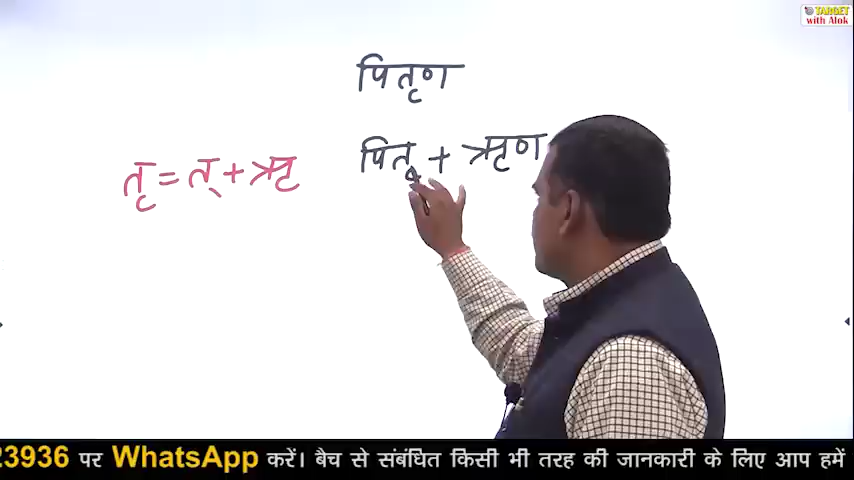 TARGET
with Alok
पितृण
पितृ + ऋण
तृ = त् + ऋ
23936 पर WhatsApp करें। बैच से संबंधित किसी भी तरह की जानकारी के लिए आप हमें